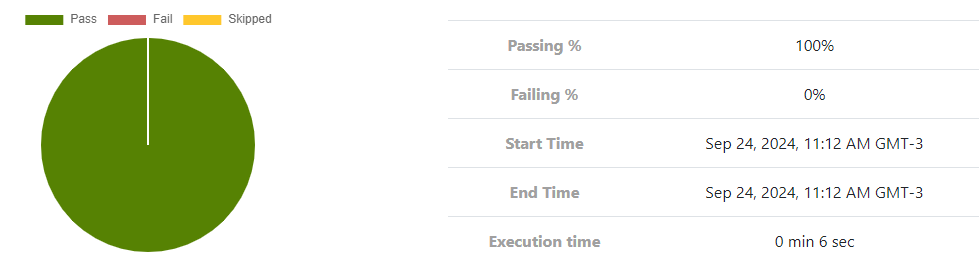 Pass Fail Skipped
Passing % 100%
Failing % 0%
Start Time Sep 24, 2024, 11:12 AM GMT-3
End Time Sep 24, 2024, 11:12 AM GMT-3
Execution time 0 min 6 sec